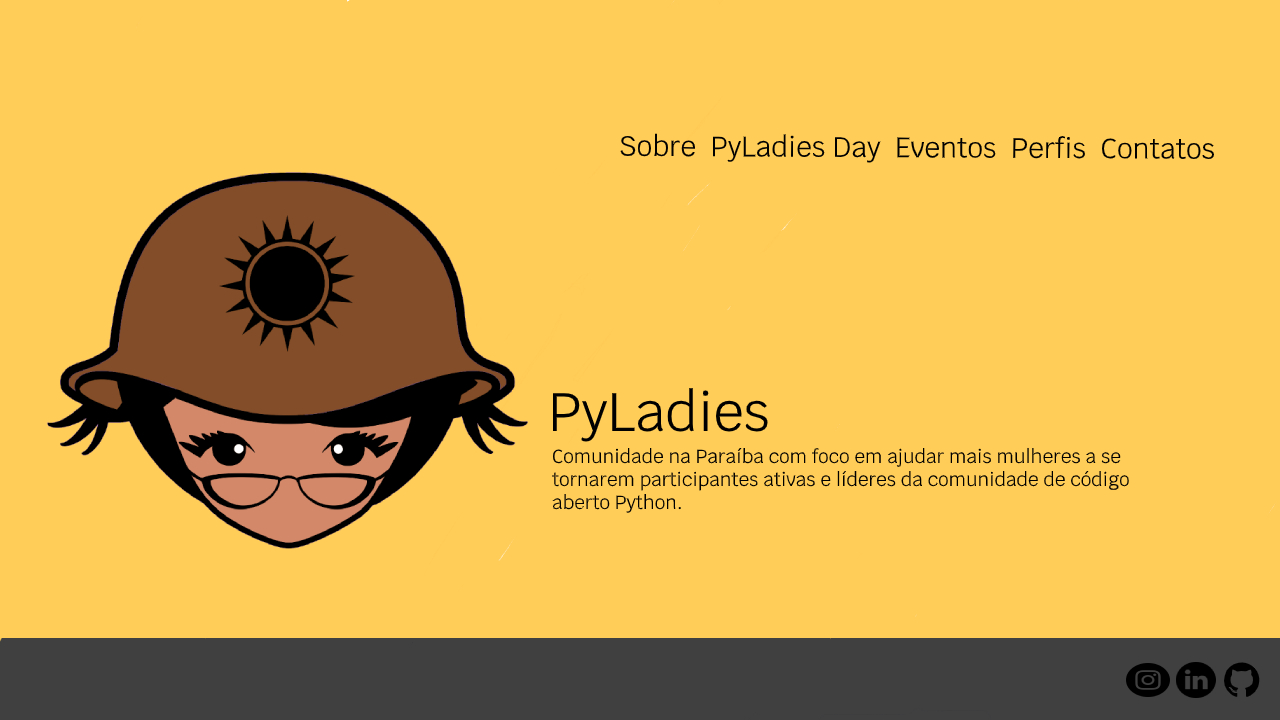 Sobre PyLadies Day Eventos Perfis Contatos
PyLadies
Comunidade na Paraíba com foco em ajudar mais mulheres a se
tornarem participantes ativas e líderes da comunidade de código
aberto Python.
in